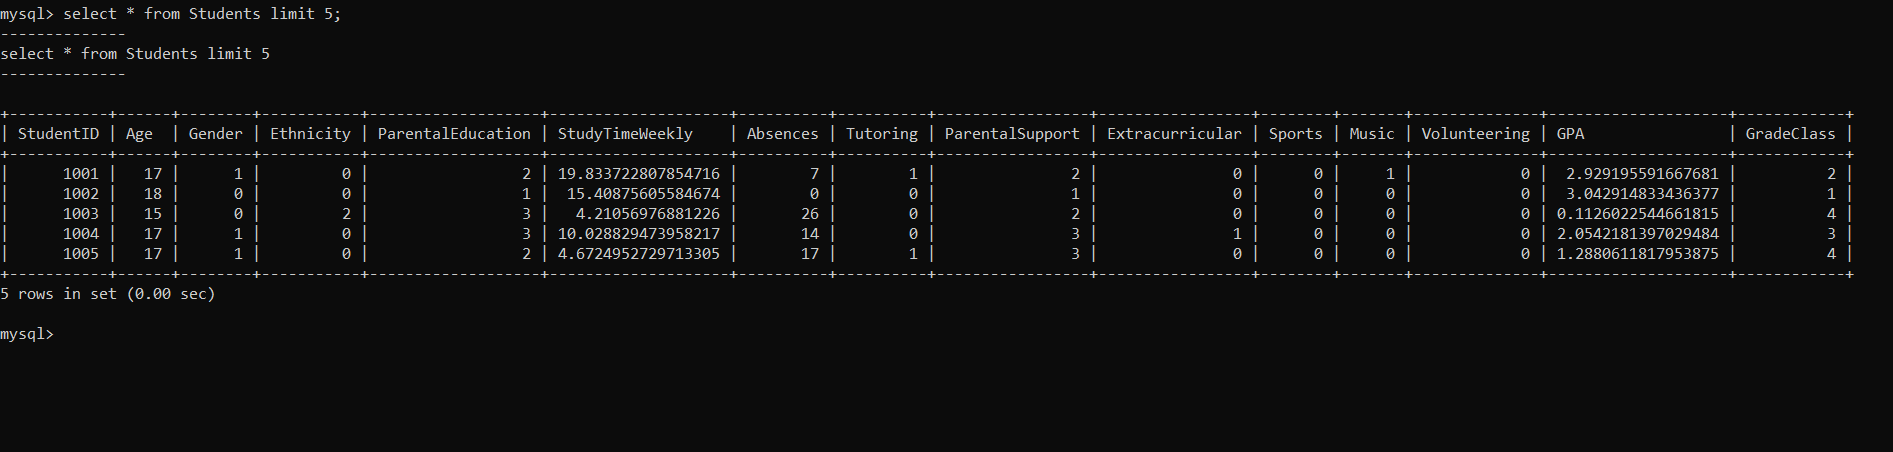 mysql> select * from Students limit 5;
--------------
select * from Students limit 5
--------------
+-----------+------+--------+-----------+-------------------+--------------------+----------+----------+-----------------+-----------------+--------+-------+--------------+--------------------+------------+
| StudentID | Age  | Gender | Ethnicity | ParentalEducation | StudyTimeWeekly    | Absences | Tutoring | ParentalSupport | Extracurricular | Sports | Music | Volunteering | GPA                | GradeClass |
+-----------+------+--------+-----------+-------------------+--------------------+----------+----------+-----------------+-----------------+--------+-------+--------------+--------------------+------------+
|      1001 |   17 |      1 |         0 |                 2 | 19.833722807854716 |        7 |        1 |               2 |               0 |      0 |     1 |            0 |  2.929195591667681 |          2 |
|      1002 |   18 |      0 |         0 |                 1 |  15.40875605584674 |        0 |        0 |               1 |               0 |      0 |     0 |            0 |  3.042914833436377 |          1 |
|      1003 |   15 |      0 |         2 |                 3 |   4.21056976881226 |       26 |        0 |               2 |               0 |      0 |     0 |            0 | 0.1126022544661815 |          4 |
|      1004 |   17 |      1 |         0 |                 3 | 10.028829473958217 |       14 |        0 |               3 |               1 |      0 |     0 |            0 | 2.0542181397029484 |          3 |
|      1005 |   17 |      1 |         0 |                 2 | 4.6724952729713305 |       17 |        1 |               3 |               0 |      0 |     0 |            0 | 1.2880611817953875 |          4 |
+-----------+------+--------+-----------+-------------------+--------------------+----------+----------+-----------------+-----------------+--------+-------+--------------+--------------------+------------+
5 rows in set (0.00 sec)
mysql>